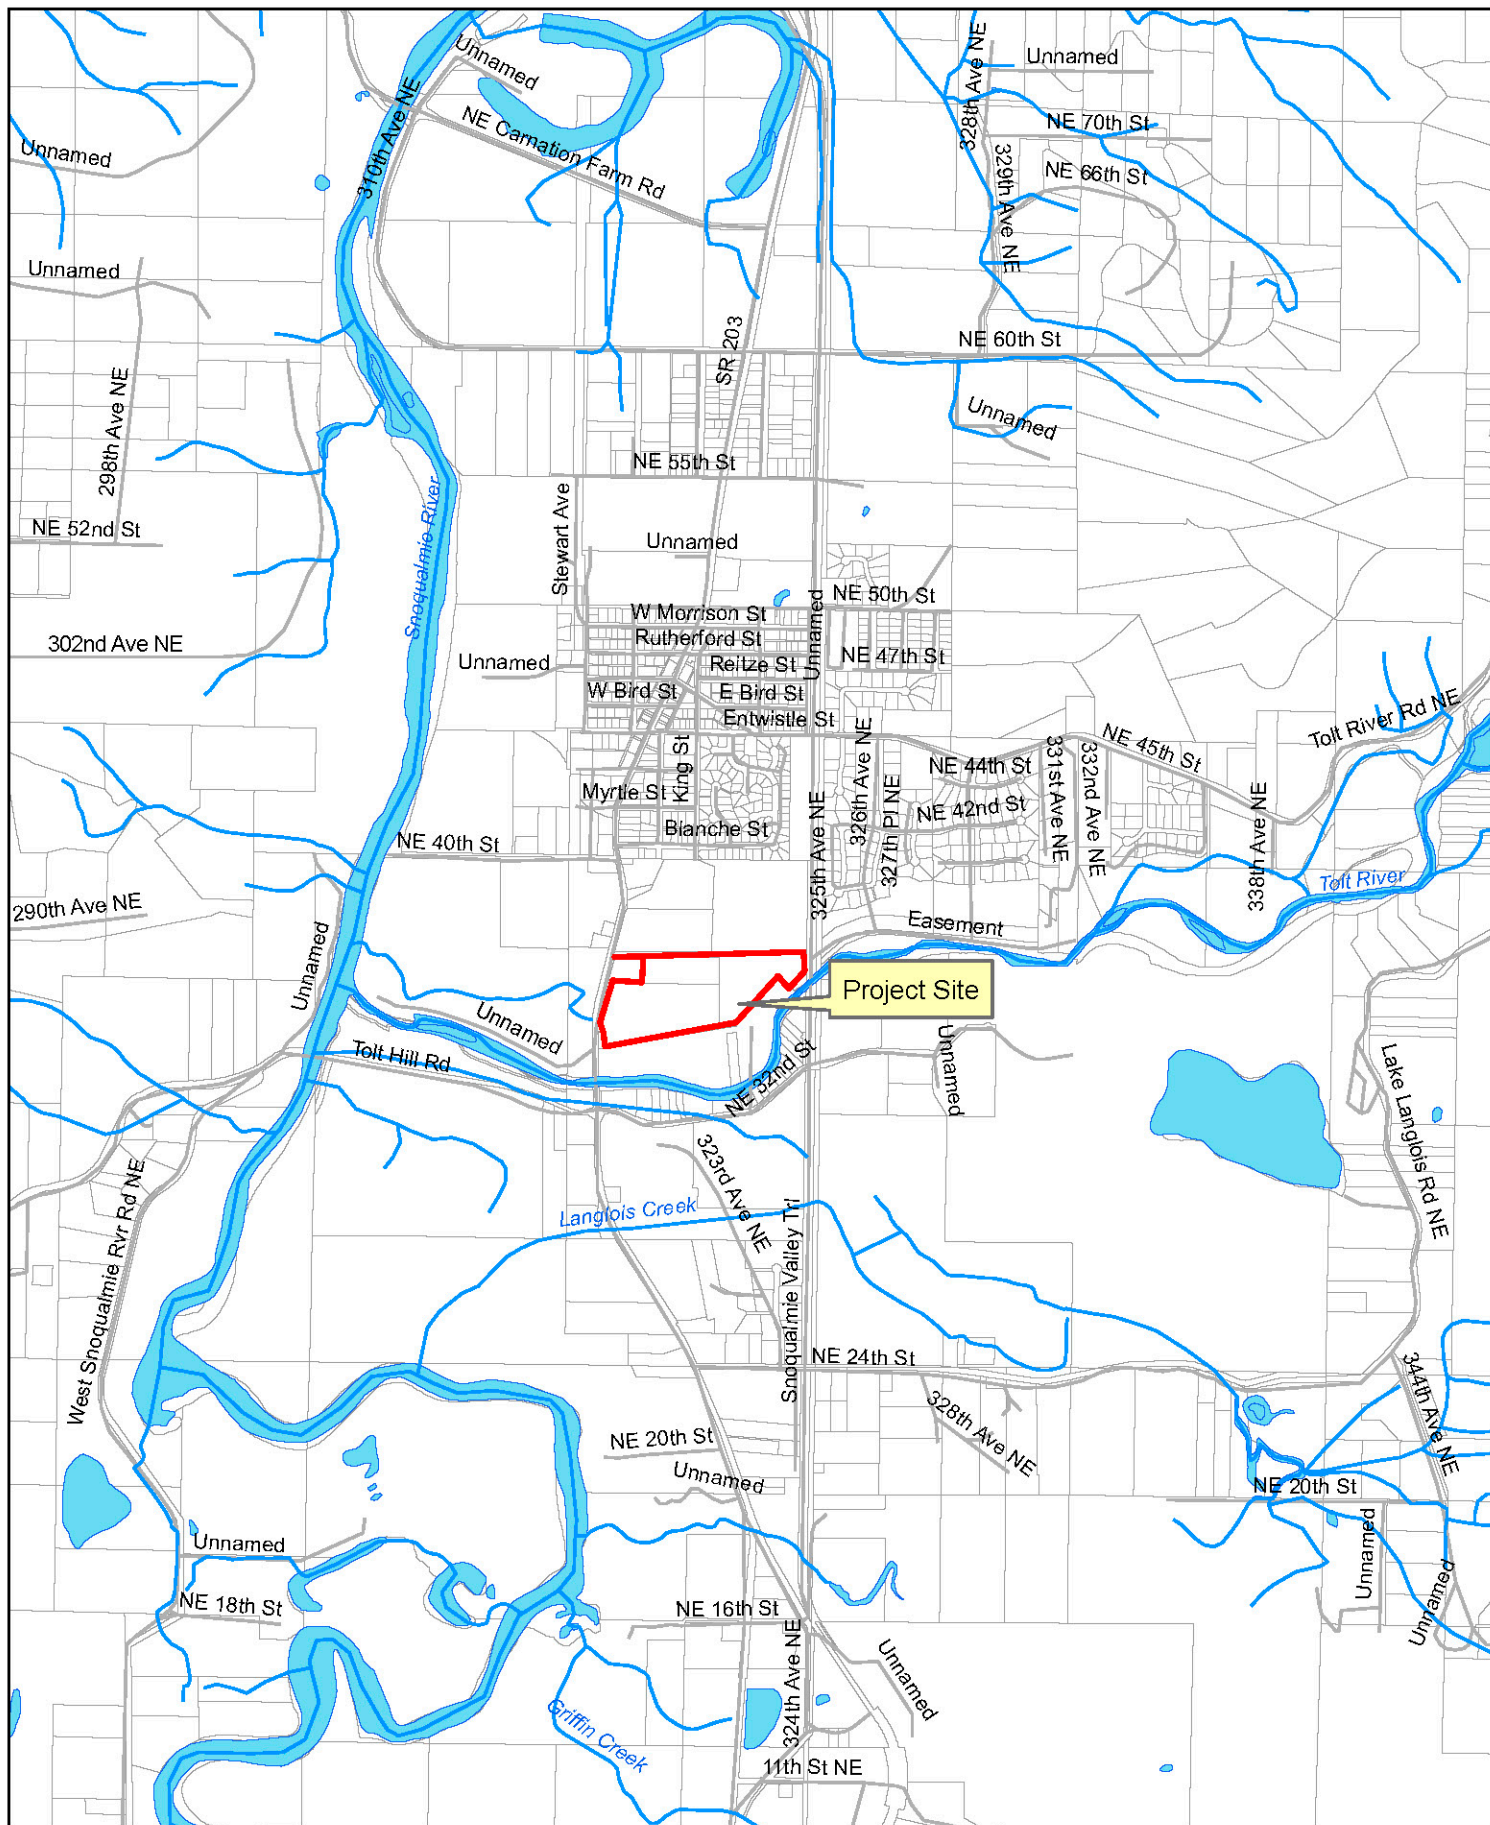 Unnamed
328th Ave NE
Unnamed
310th Ave NE
NE Carnation Farm Rd
NE 70th St
Unnamed
329th Ave NE
NE 66th St
Unnamed
SR 203
NE 60th St
298th Ave NE
Unnamed
NE 55th St
Stewart Ave
Snoqualmie River
NE 52nd St
Unnamed
NE 50th St
W Morrison St
Unnamed
Rutherford St
302nd Ave NE
Unnamed
Reitze St
NE 47th St
W Bird St
E Bird St
Entwistle St
Tolt River Rd NE
326th Ave NE
NE 45th St
King St
NE 44th St
331st Ave NE
332nd Ave NE
Myrtle St
327th Pl NE
NE 42nd St
338th Ave NE
Blanche St
325th Ave NE
NE 40th St
Tolt River
290th Ave NE
Easement
Unnamed
Project Site
Unnamed
Tolt Hill Rd
NE 32nd St
Unnamed
Lake Langlois Rd NE
323rd Ave NE
West Snoqualmie Rvr Rd NE
Langlois Creek
Snoqualmie Valley Trl
NE 24th St
344th Ave NE
328th Ave NE
NE 20th St
Unnamed
NE 20th St
Unnamed
Unnamed
Unnamed
NE 18th St
NE 16th St
324th Ave NE
Unnamed
Griffin Creek
11th St NE